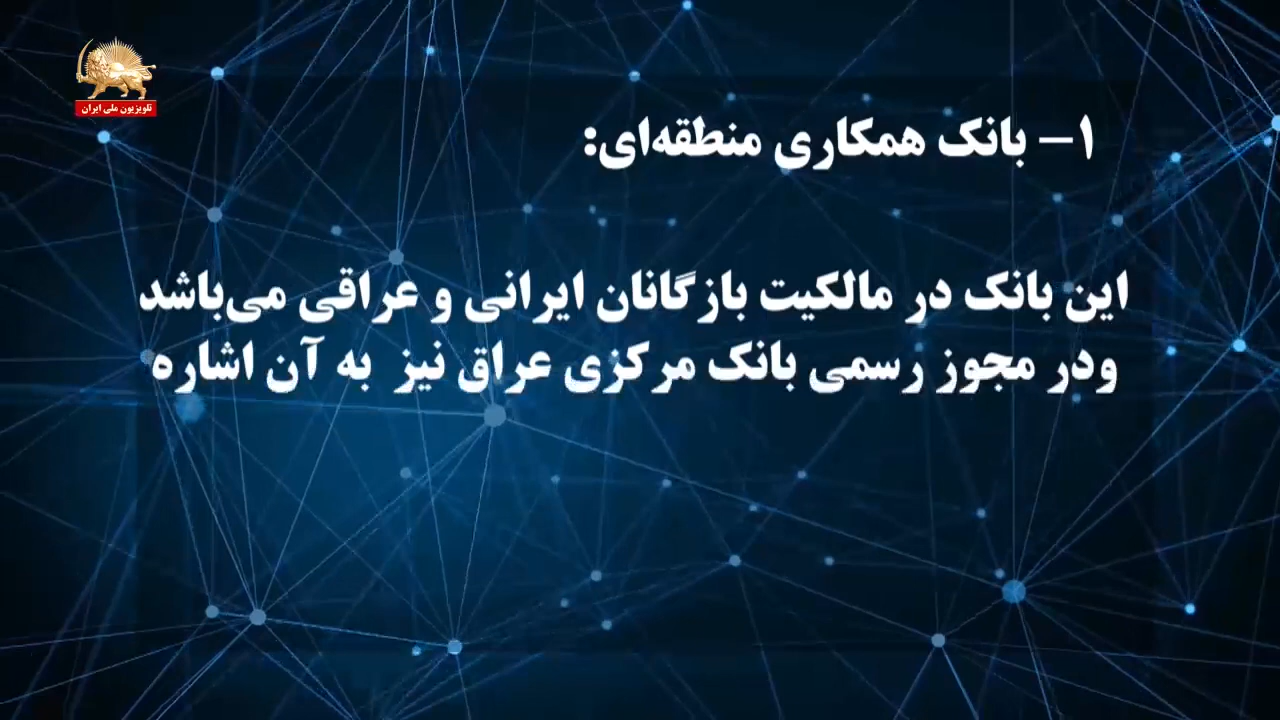 تلویزیون ملی ایران
۱- بانک همکاری منطقه‌ای:
این بانک در مالکیت بازگانان ایرانی و عراقی می‌باشد
ودر مجوز رسمی بانک مرکزی عراق نیز به آن اشاره